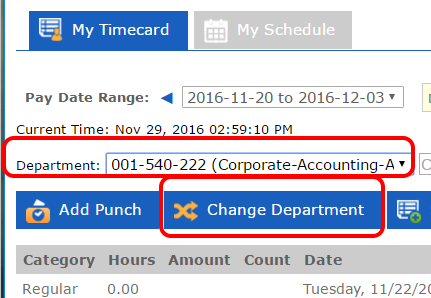 My Timecard My Schedule
Pay Date Range: 2016-11-20 to 2016-12-03
Current Time: Nov 29, 2016 02:59:10 PM
Department: 001-540-222 (Corporate-Accounting-A
Add Punch Change Department
Category Hours Amount Count Date
Regular 0.00 Tuesday, 11/22/20